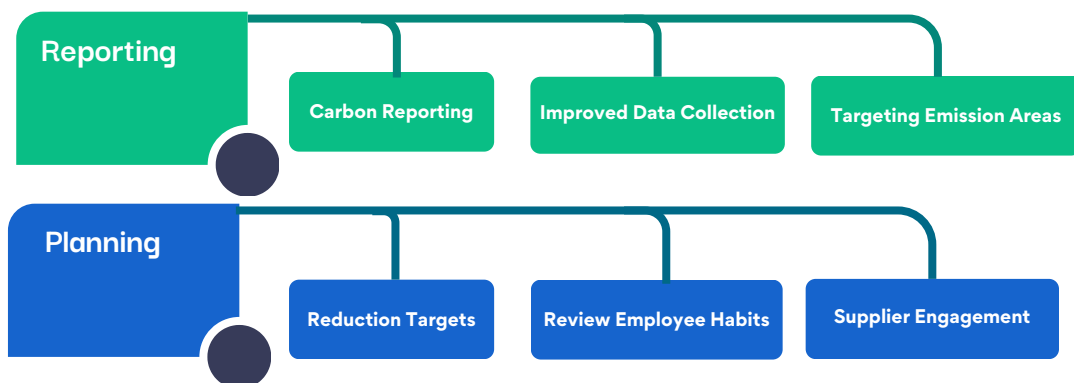 Reporting
Carbon Reporting
Improved Data Collection
Targeting Emission Areas
Planning
Reduction Targets
Review Employee Habits
Supplier Engagement